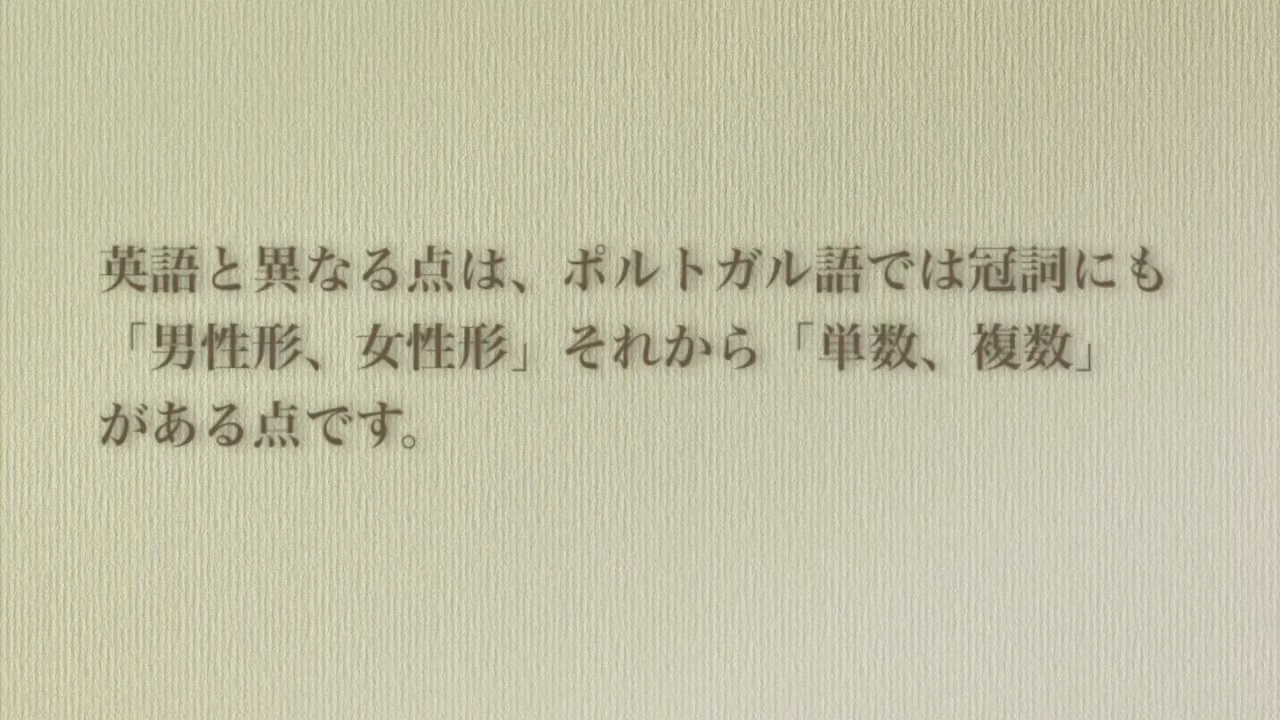 英語と異なる点は、ポルトガル語では冠詞にも
「男性形、女性形」それから「単数、複数」
がある点です。